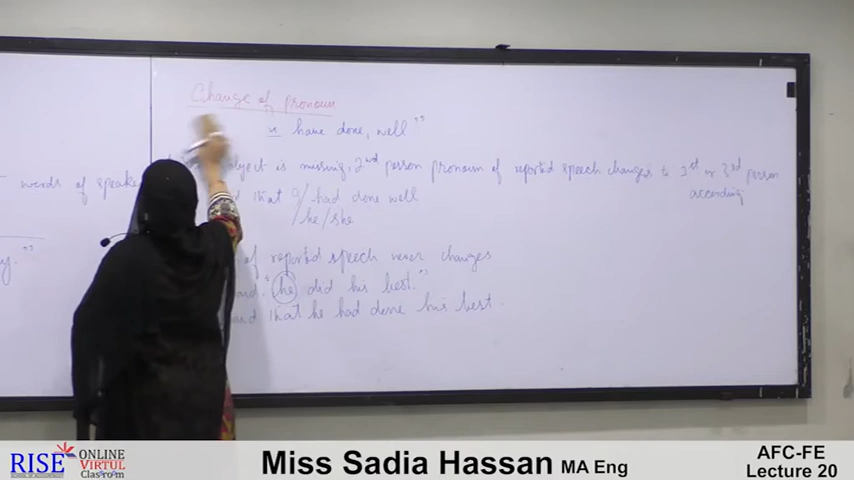 Change of pronoun
have done, well"
words of speake
object is missing, 2nd person pronoun of reported speech changes to 1st or 3rd person
according
that I/had done well
he/she
y."
of reported speech never changes
"he did his best."
that he had done his best.
RISE ONLINE VIRTUL Classroom
Miss Sadia Hassan MA Eng
AFC-FE
Lecture 20